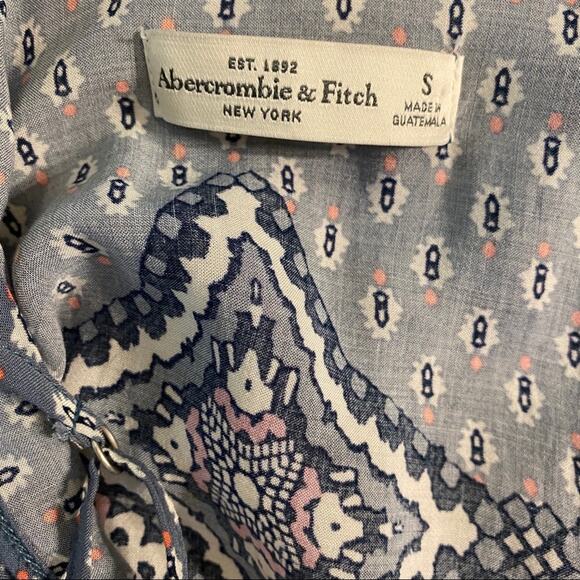 EST. 1892
Abercrombie & Fitch
NEW YORK
S
MADE IN
GUATEMALA